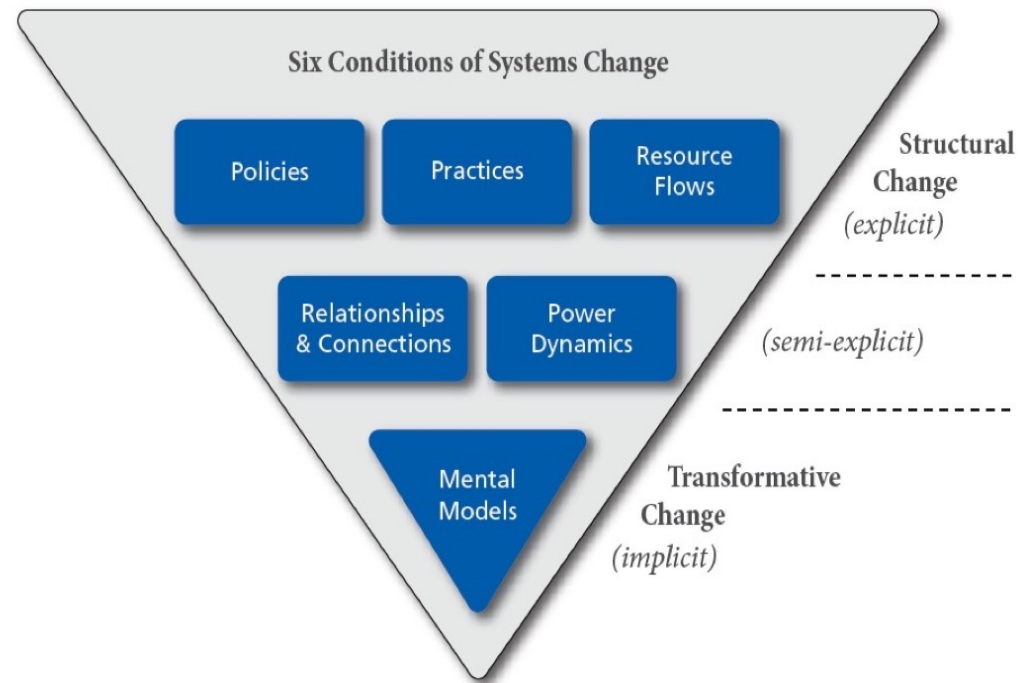 Six Conditions of Systems Change
Policies
Practices
Resource
Flows
Structural
Change
(explicit)
Relationships
& Connections
Power
Dynamics
(semi-explicit)
Mental
Models
Transformative
Change
(implicit)